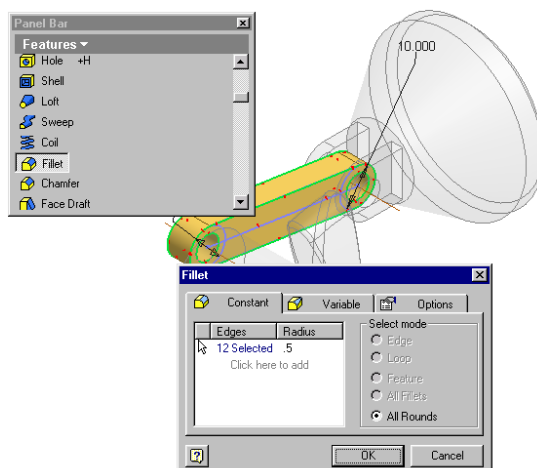 Panel Bar
Features
Hole +H
Shell
Loft
Sweep
Coil
Fillet
Chamfer
Face Draft
10.000
Fillet
Constant Variable Options
Edges Radius
12 Selected .5
Click here to add
Select mode
Edge
Loop
Feature
All Fillets
All Rounds
OK Cancel